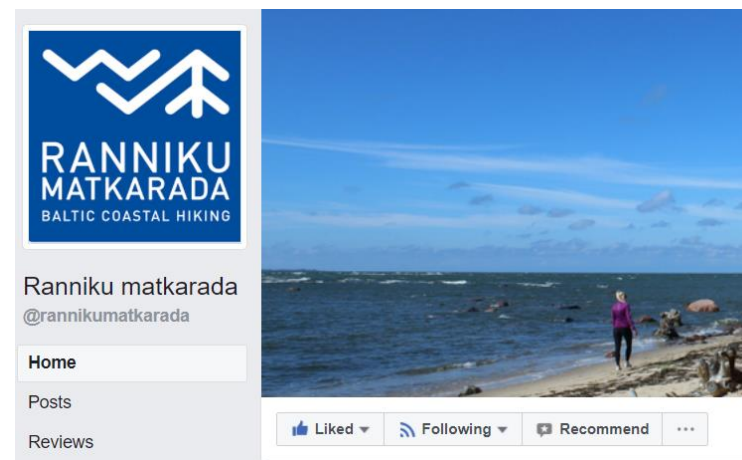 RANNIKU
MATKARADA
BALTIC COASTAL HIKING
Ranniku matkarada
@rannikumatkarada
Home
Posts
Reviews
Liked
Following
Recommend